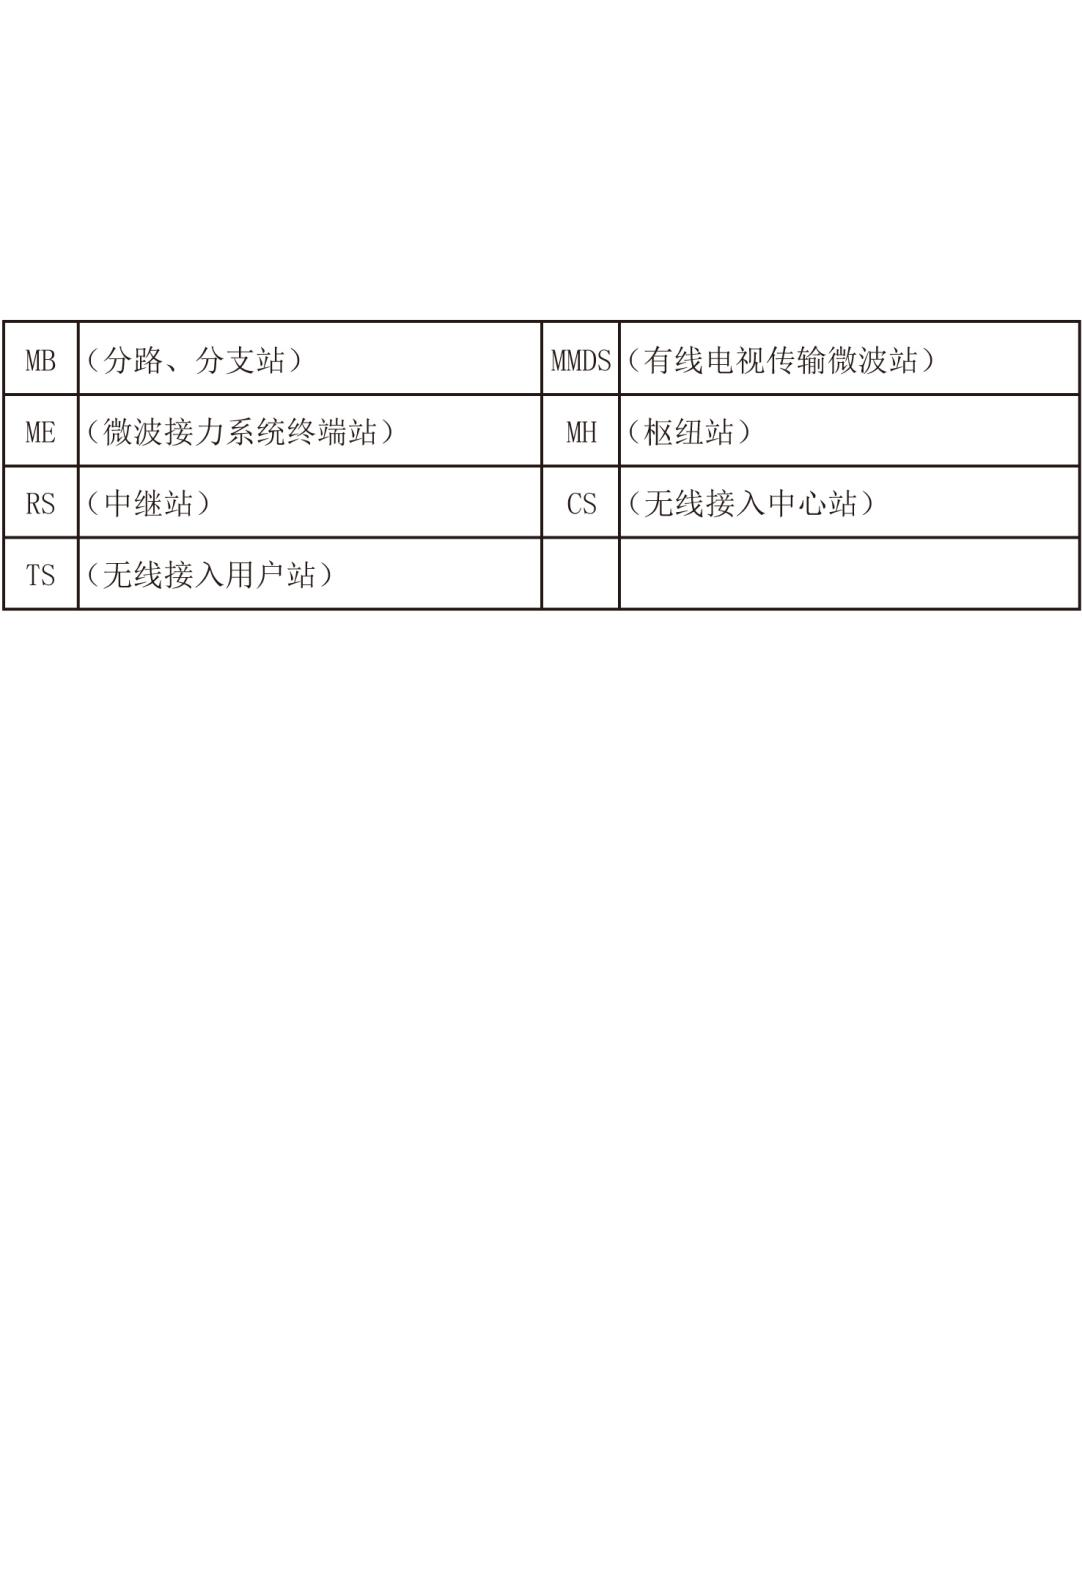 MB （分路、分支站） MMDS （有线电视传输微波站）
ME （微波接力系统终端站） MH （枢纽站）
RS （中继站） CS （无线接入中心站）
TS （无线接入用户站）